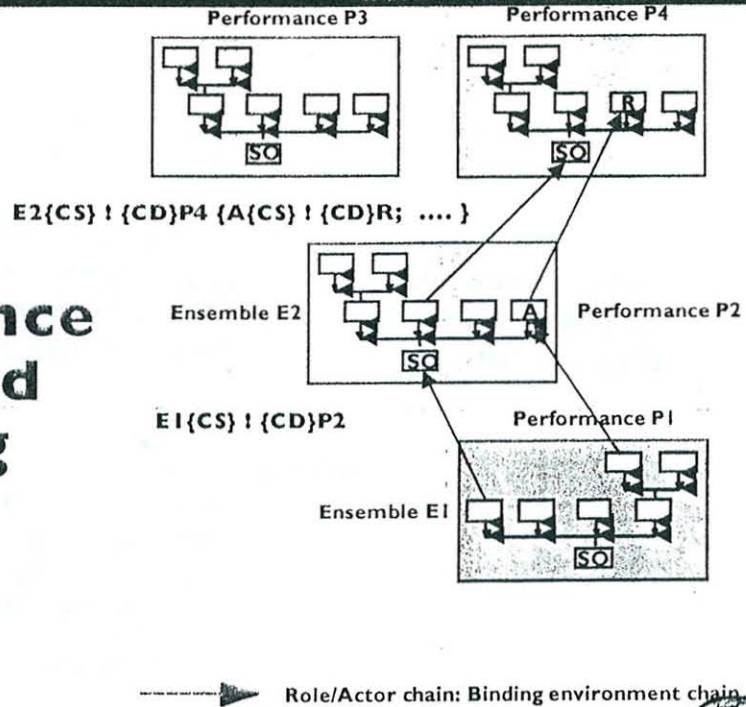 Performance P3
Performance P4
R
SO
SO
E2{CS} ! {CD}P4 {A{CS} ! {CD}R; .... }
Ensemble E2
A
Performance P2
SO
E1{CS} ! {CD}P2
Performance P1
Ensemble E1
SO
Role/Actor chain: Binding environment chain